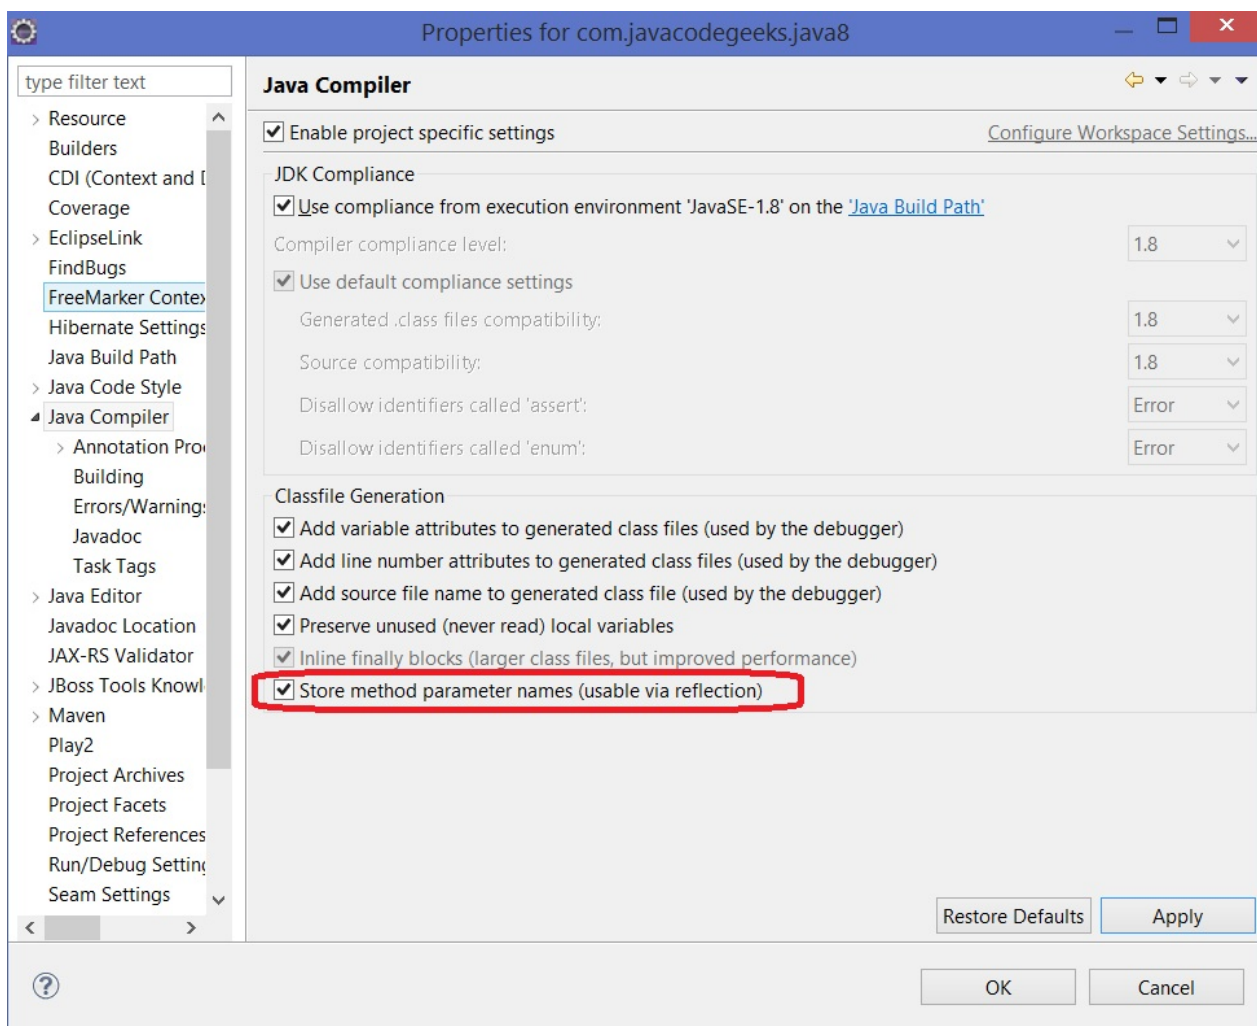 Properties for com.javacodegeeks.java8
type filter text
Resource
Builders
CDI (Context and
Coverage
EclipseLink
FindBugs
FreeMarker Contex
Hibernate Settings
Java Build Path
Java Code Style
Java Compiler
Annotation Pro
Building
Errors/Warning
Javadoc
Task Tags
Java Editor
Javadoc Location
JAX-RS Validator
JBoss Tools Knowl
Maven
Play2
Project Archives
Project Facets
Project References
Run/Debug Setting
Seam Settings
Java Compiler
Enable project specific settings
Configure Workspace Settings...
JDK Compliance
Use compliance from execution environment 'JavaSE-1.8' on the 'Java Build Path'
Compiler compliance level: 1.8
Use default compliance settings
Generated .class files compatibility: 1.8
Source compatibility: 1.8
Disallow identifiers called 'assert': Error
Disallow identifiers called 'enum': Error
Classfile Generation
Add variable attributes to generated class files (used by the debugger)
Add line number attributes to generated class files (used by the debugger)
Add source file name to generated class file (used by the debugger)
Preserve unused (never read) local variables
Inline finally blocks (larger class files, but improved performance)
Store method parameter names (usable via reflection)
Restore Defaults Apply
OK Cancel